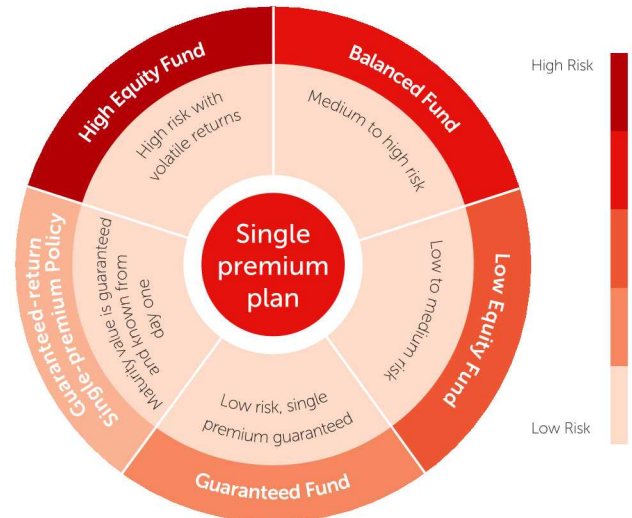 High Equity Fund
High risk with
volatile returns
Balanced Fund
Medium to high risk
Low Equity Fund
Low to medium risk
Guaranteed Fund
Low risk, single
premium guaranteed
Guaranteed-return
Single-premium Policy
Maturity value is guaranteed
and known from
day one
Single
premium
plan
High Risk
Low Risk